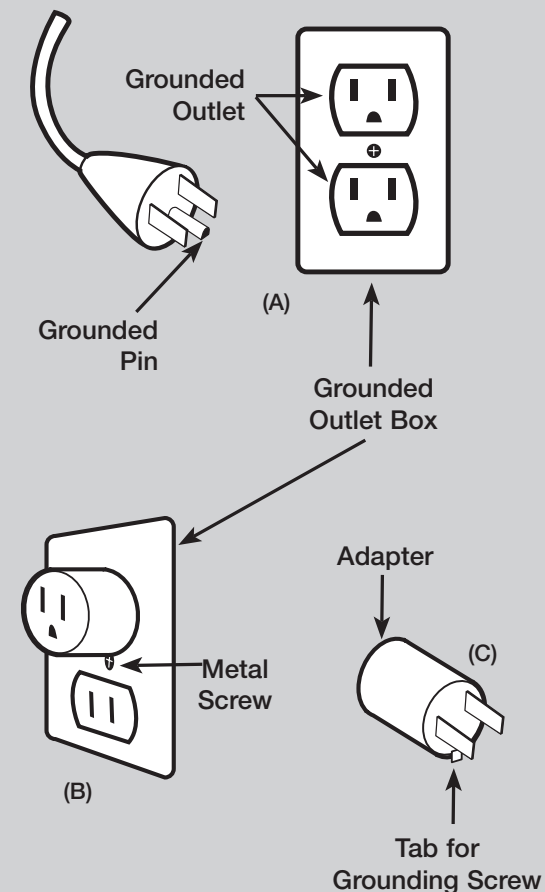 Grounded
Outlet
(A)
Grounded
Pin
Grounded
Outlet Box
Adapter
(C)
Metal
Screw
(B)
Tab for
Grounding Screw